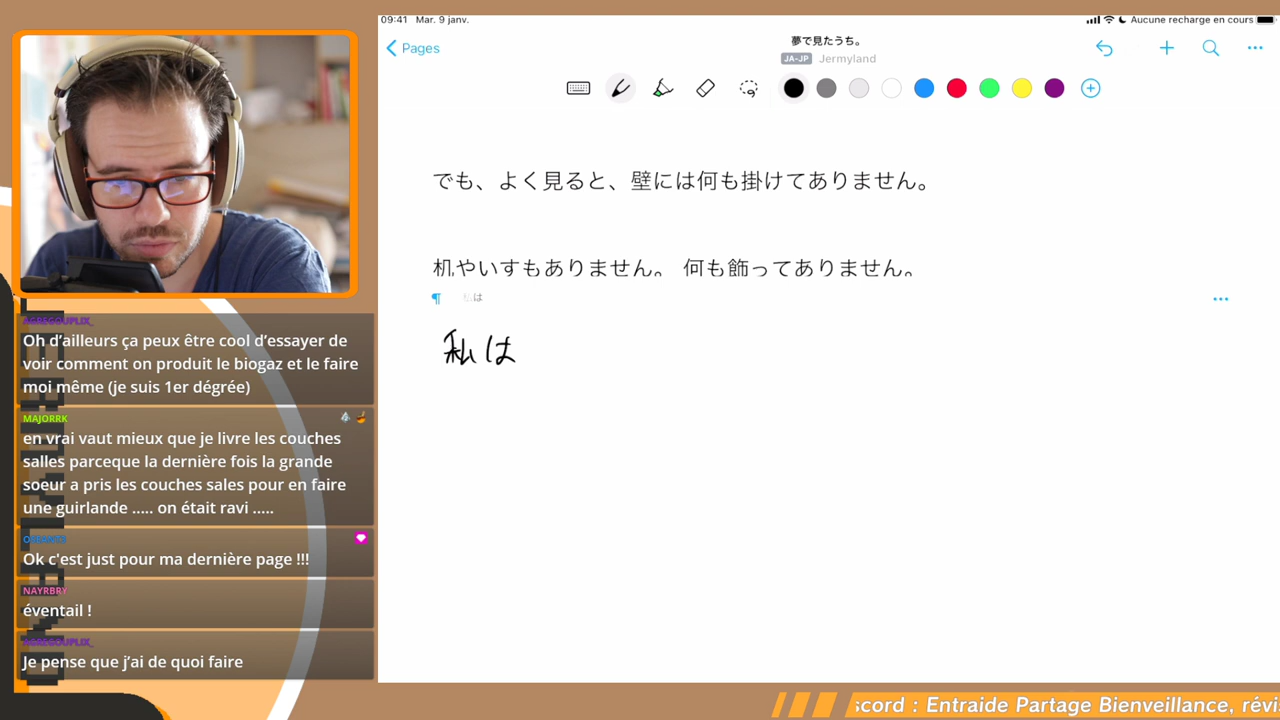 09:41 Mar. 9 janv.
Aucune recharge en cours
Pages
夢で見たうち。
JA-JP Jermyland
でも、よく見ると、壁には何も掛けてありません。
机やいすもありません。 何も飾ってありません。
私は
私は
AGREGOUPLIX_
Oh d'ailleurs ça peux être cool d'essayer de
voir comment on produit le biogaz et le faire
moi même (je suis 1er dégrée)
MAJORRK
en vrai vaut mieux que je livre les couches
salles parceque la dernière fois la grande
soeur a pris les couches sales pour en faire
une guirlande ..... on était ravi .....
Ok c'est just pour ma dernière page !!!
NAYRBRY
éventail !
AGREGOUPLIX_
Je pense que j'ai de quoi faire
scord : Entraide Partage Bienveillance, révi